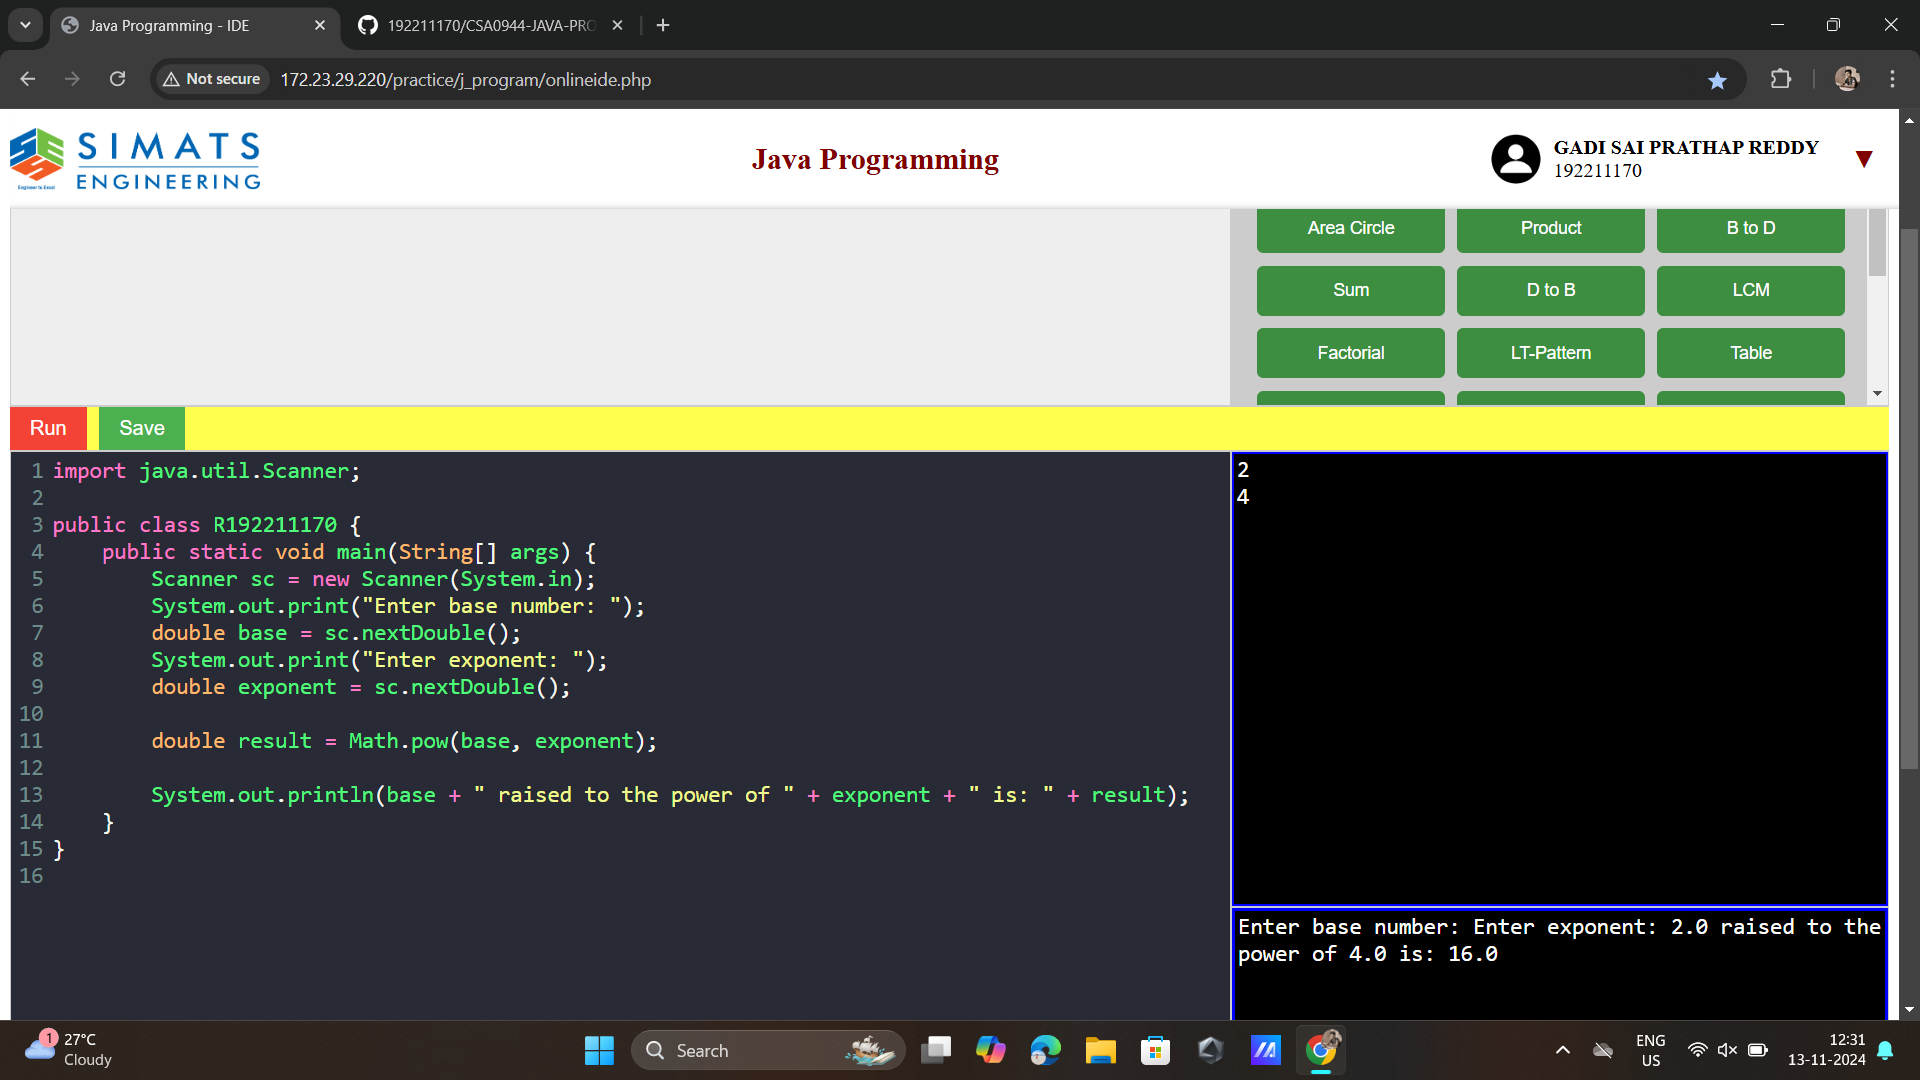 Java Programming - IDE
192211170/CSA0944-JAVA-PRO
Not secure
172.23.29.220/practice/j_program/onlineide.php
SIMATS
ENGINEERING
Engineer to Excel
Java Programming
GADI SAI PRATHAP REDDY
192211170
Area Circle Product B to D
Sum D to B LCM
Factorial LT-Pattern Table
Run Save
1 import java.util.Scanner;
2
3 public class R192211170 {
4     public static void main(String[] args) {
5         Scanner sc = new Scanner(System.in);
6         System.out.print("Enter base number: ");
7         double base = sc.nextDouble();
8         System.out.print("Enter exponent: ");
9         double exponent = sc.nextDouble();
10
11         double result = Math.pow(base, exponent);
12
13         System.out.println(base + " raised to the power of " + exponent + " is: " + result);
14     }
15 }
16
2
4
Enter base number: Enter exponent: 2.0 raised to the
power of 4.0 is: 16.0
1
27°C
Cloudy
Search
ENG
US
12:31
13-11-2024